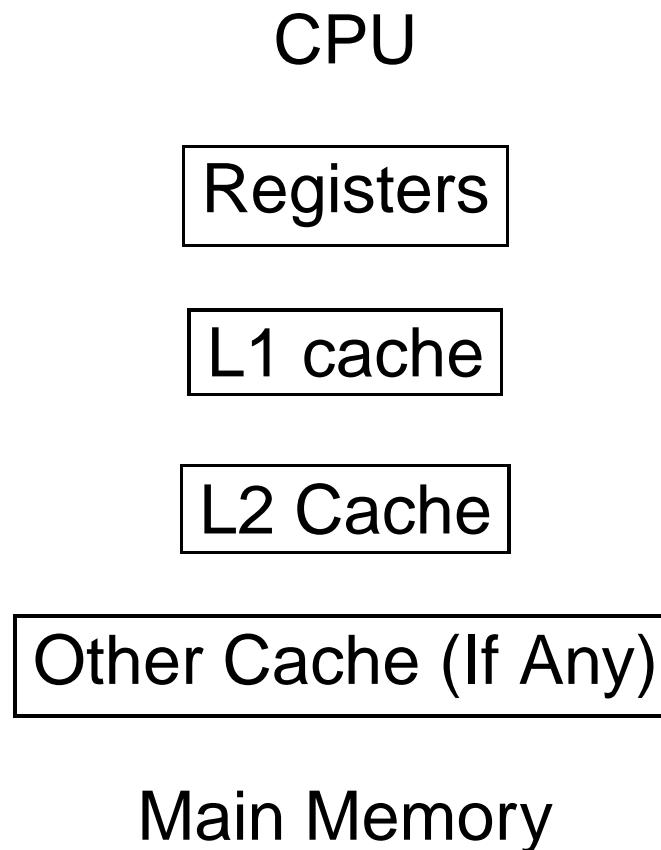 CPU
Registers
L1 cache
L2 Cache
Other Cache (If Any)
Main Memory